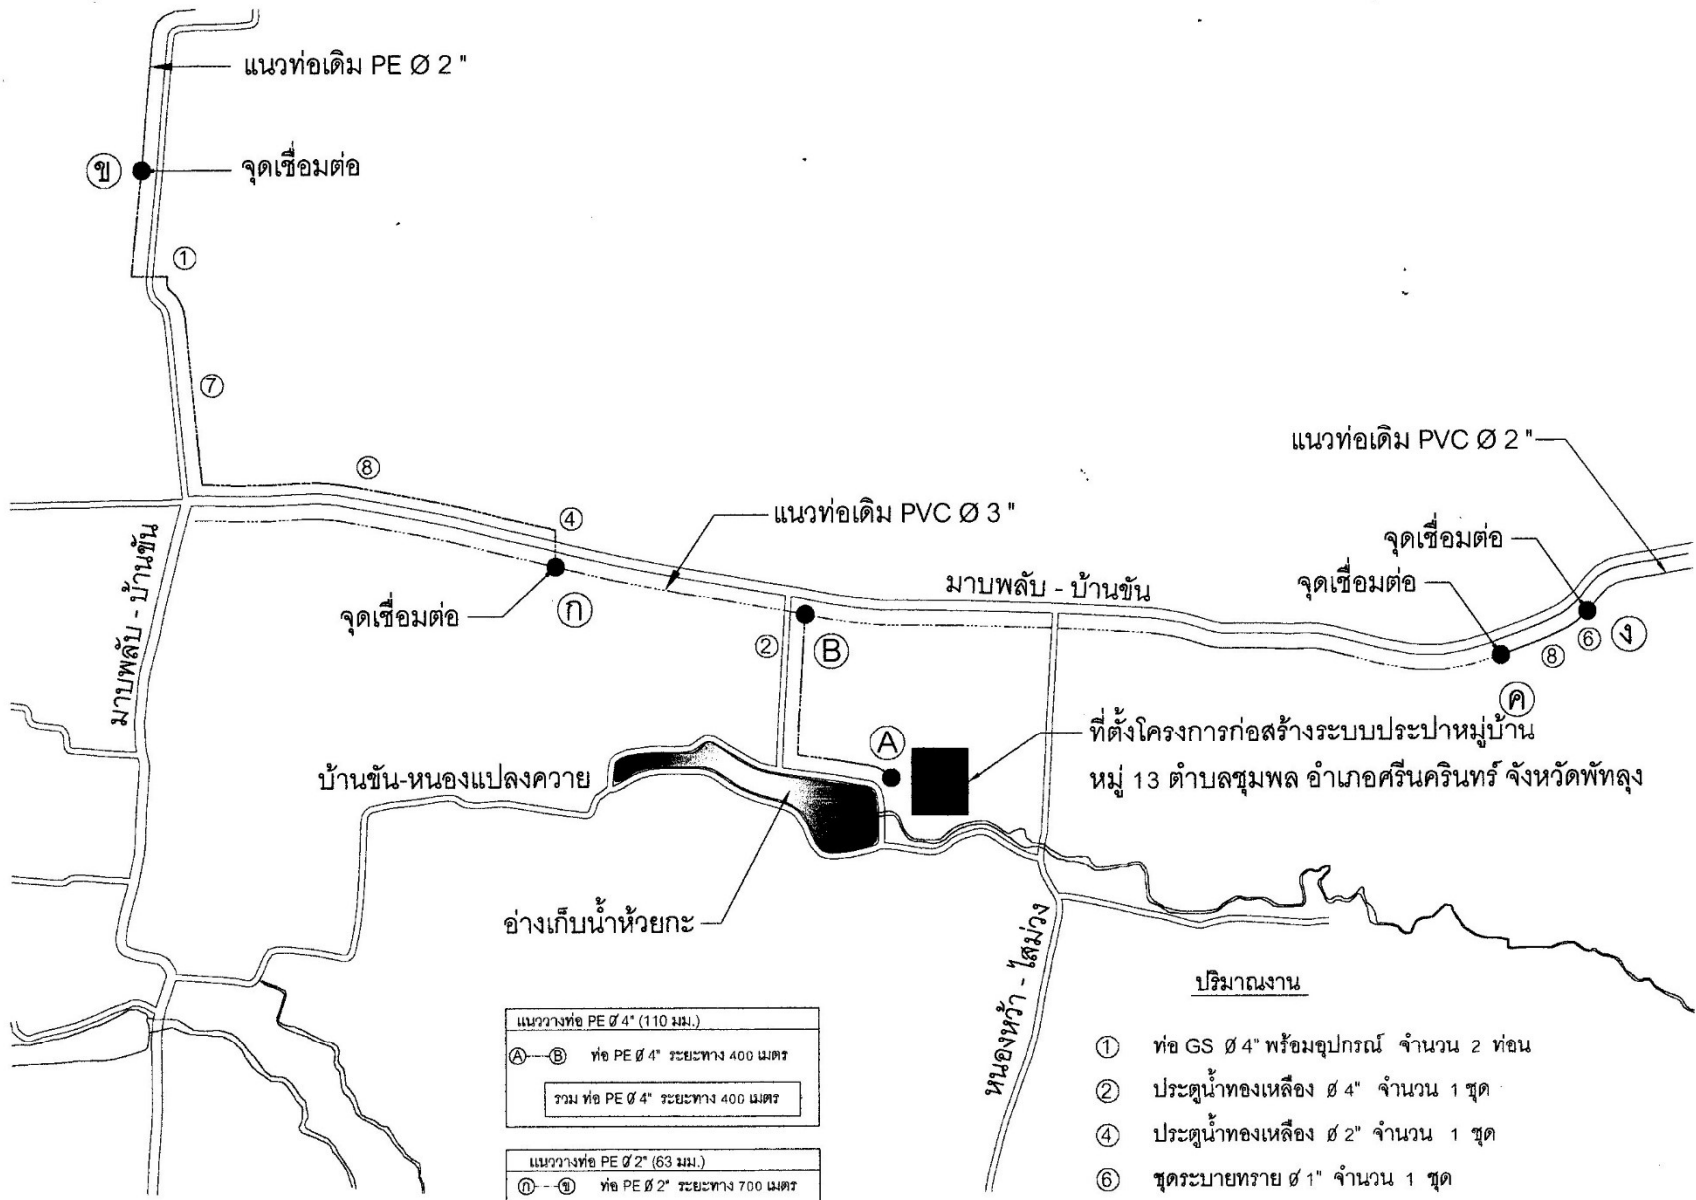 แนวท่อเดิม PE Ø 2 "
ข
จุดเชื่อมต่อ
1
7
แนวท่อเดิม PVC Ø 2 "
8
4
แนวท่อเดิม PVC Ø 3 "
จุดเชื่อมต่อ
จุดเชื่อมต่อ
มาบพลับ - บ้านขัน
มาบพลับ - บ้านขัน
จุดเชื่อมต่อ
ก
B
2
6
ง
8
ค
A
ที่ตั้งโครงการก่อสร้างระบบประปาหมู่บ้าน
หมู่ 13 ตำบลชุมพล อำเภอศรีนครินทร์ จังหวัดพัทลุง
บ้านขัน-หนองแปลงควาย
อ่างเก็บน้ำห้วยกะ
หนองหว้า - ไสม่วง
แนววางท่อ PE Ø 4" (110 มม.)
A B ท่อ PE Ø 4" ระยะทาง 400 เมตร
รวม ท่อ PE Ø 4" ระยะทาง 400 เมตร
แนววางท่อ PE Ø 2" (63 มม.)
ก ข ท่อ PE Ø 2" ระยะทาง 700 เมตร
ปริมาณงาน
1 ท่อ GS Ø 4" พร้อมอุปกรณ์ จำนวน 2 ท่อน
2 ประตูน้ำทองเหลือง Ø 4" จำนวน 1 ชุด
4 ประตูน้ำทองเหลือง Ø 2" จำนวน 1 ชุด
6 ชุดระบายทราย Ø 1" จำนวน 1 ชุด